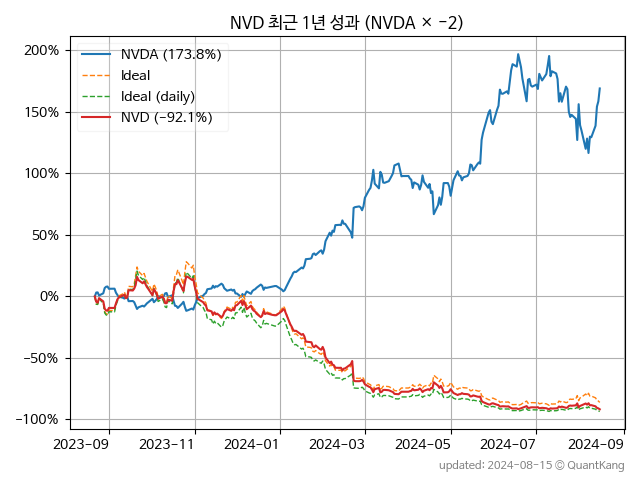 NVD 최근 1년 성과 (NVDA × −2)
NVDA (173.8%)
Ideal
Ideal (daily)
NVD (−92.1%)
200%
150%
100%
50%
0%
−50%
−100%
2023−09
2023−11
2024−01
2024−03
2024−05
2024−07
2024−09
updated: 2024−08−15 © QuantKang